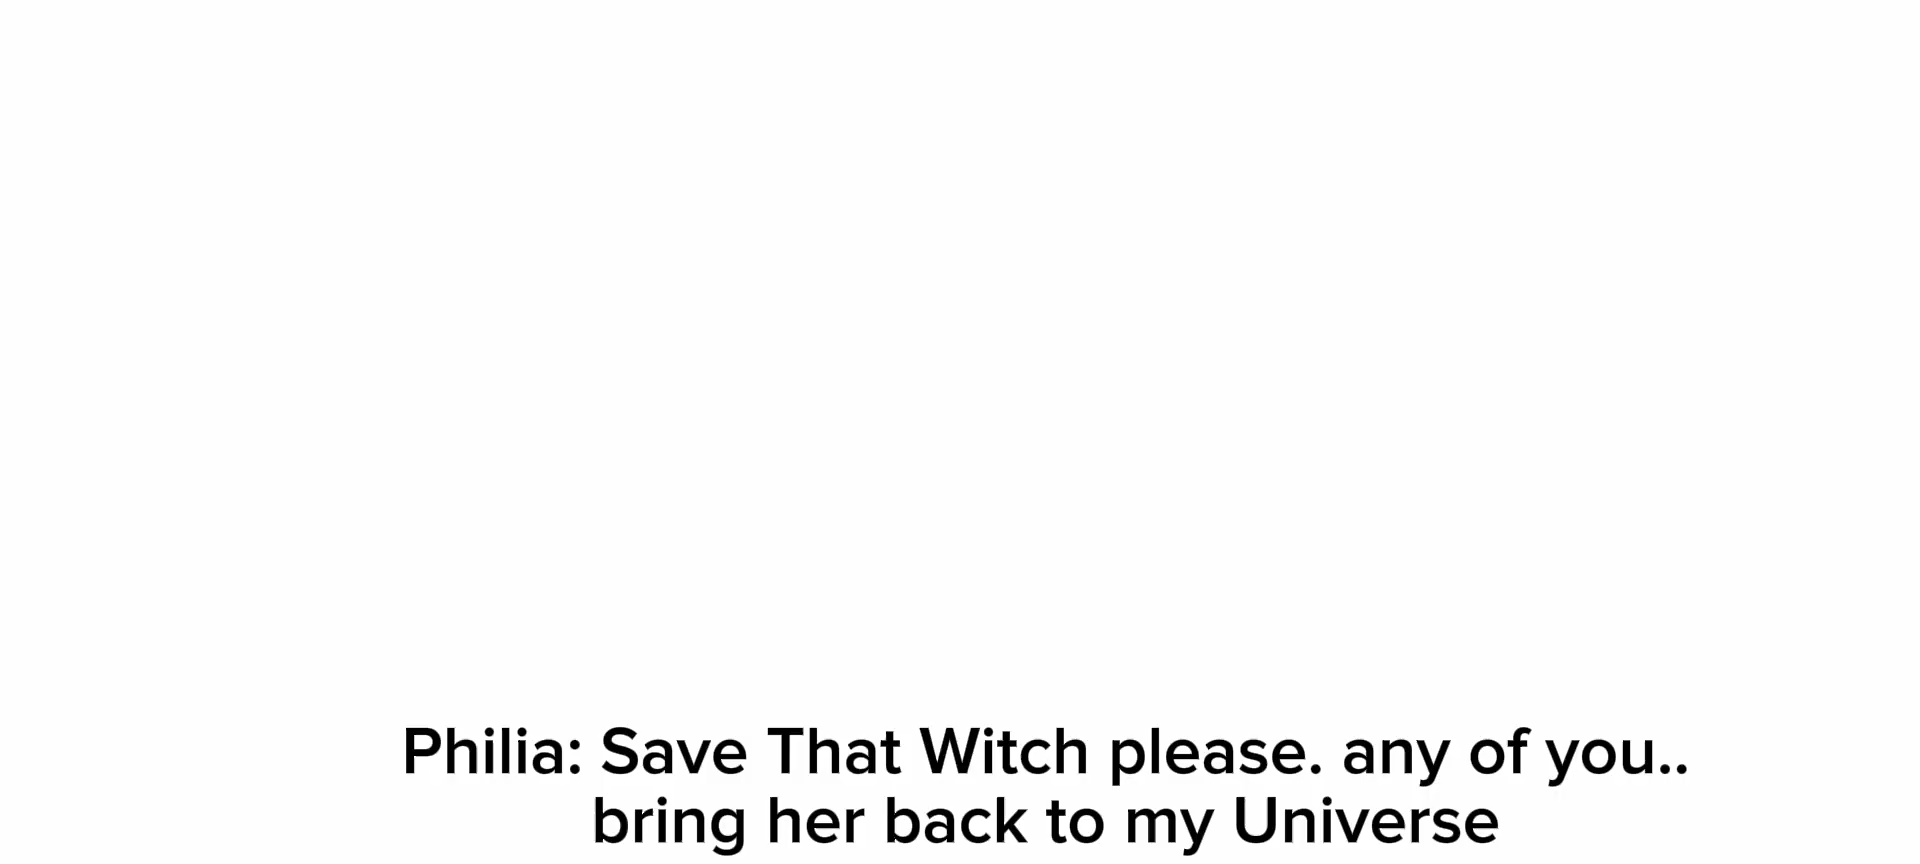 Philia: Save That Witch please. any of you..
bring her back to my Universe